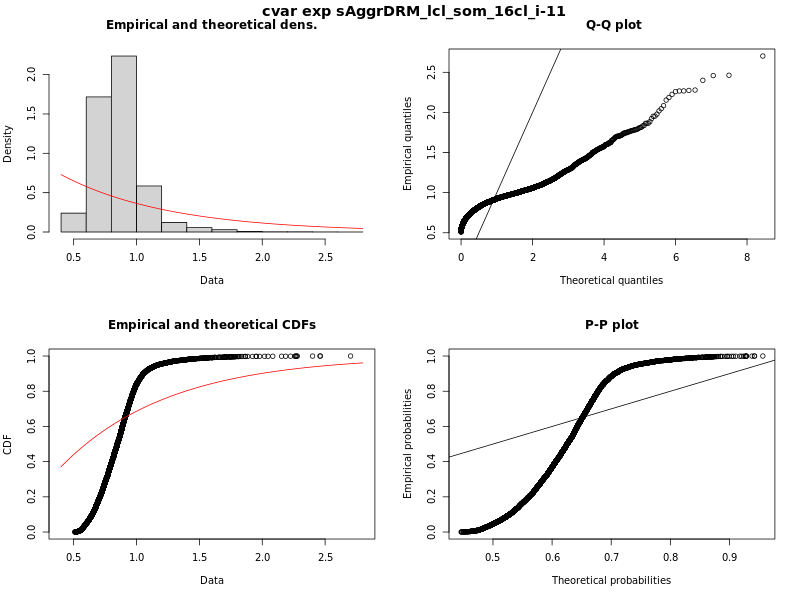 cvar exp sAggrDRM_lcl_som_16cl_i-11
Empirical and theoretical dens.
Density
0.0 0.5 1.0 1.5 2.0
0.5 1.0 1.5 2.0 2.5
Data
Q-Q plot
Empirical quantiles
0.5 1.0 1.5 2.0 2.5
0 2 4 6 8
Theoretical quantiles
Empirical and theoretical CDFs
CDF
0.0 0.2 0.4 0.6 0.8 1.0
0.5 1.0 1.5 2.0 2.5
Data
P-P plot
Empirical probabilities
0.0 0.2 0.4 0.6 0.8 1.0
0.5 0.6 0.7 0.8 0.9
Theoretical probabilities